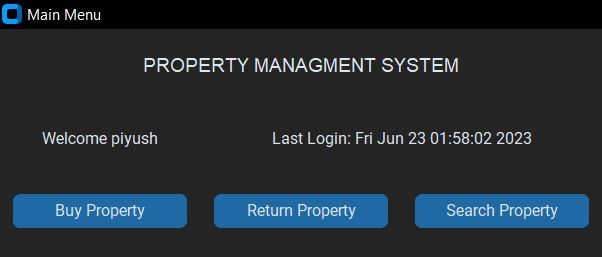 Main Menu
PROPERTY MANAGMENT SYSTEM
Welcome piyush Last Login: Fri Jun 23 01:58:02 2023
Buy Property Return Property Search Property